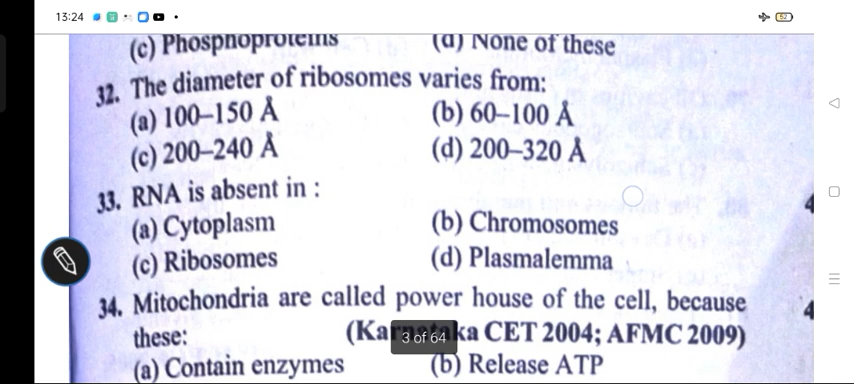 13:24
52
(c) Phosphoproteins (d) None of these
32. The diameter of ribosomes varies from:
(a) 100–150 Å (b) 60–100 Å
(c) 200–240 Å (d) 200–320 Å
33. RNA is absent in :
(a) Cytoplasm (b) Chromosomes
(c) Ribosomes (d) Plasmalemma
34. Mitochondria are called power house of the cell, because
these: (Karnataka CET 2004; AFMC 2009)
3 of 64
(a) Contain enzymes (b) Release ATP